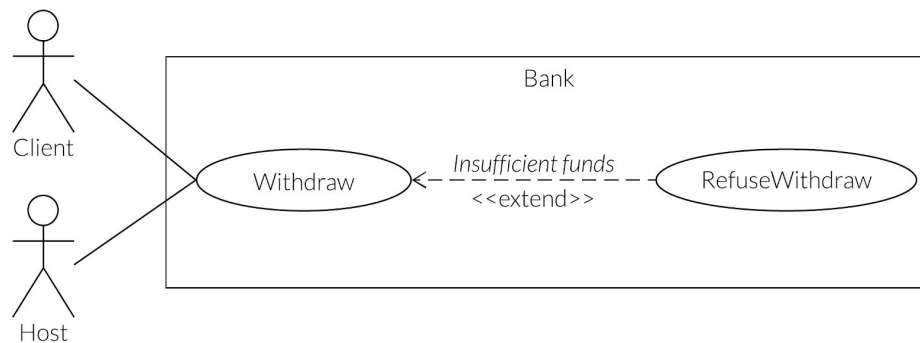 Bank
Client
Insufficient funds
Withdraw
RefuseWithdraw
<<extend>>
Host